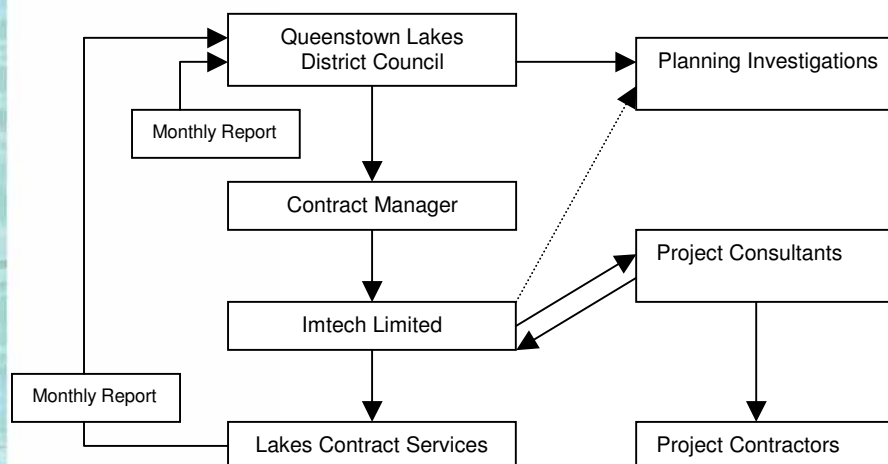 Queenstown Lakes
District Council
Planning Investigations
Monthly Report
Contract Manager
Project Consultants
Imtech Limited
Monthly Report
Lakes Contract Services
Project Contractors